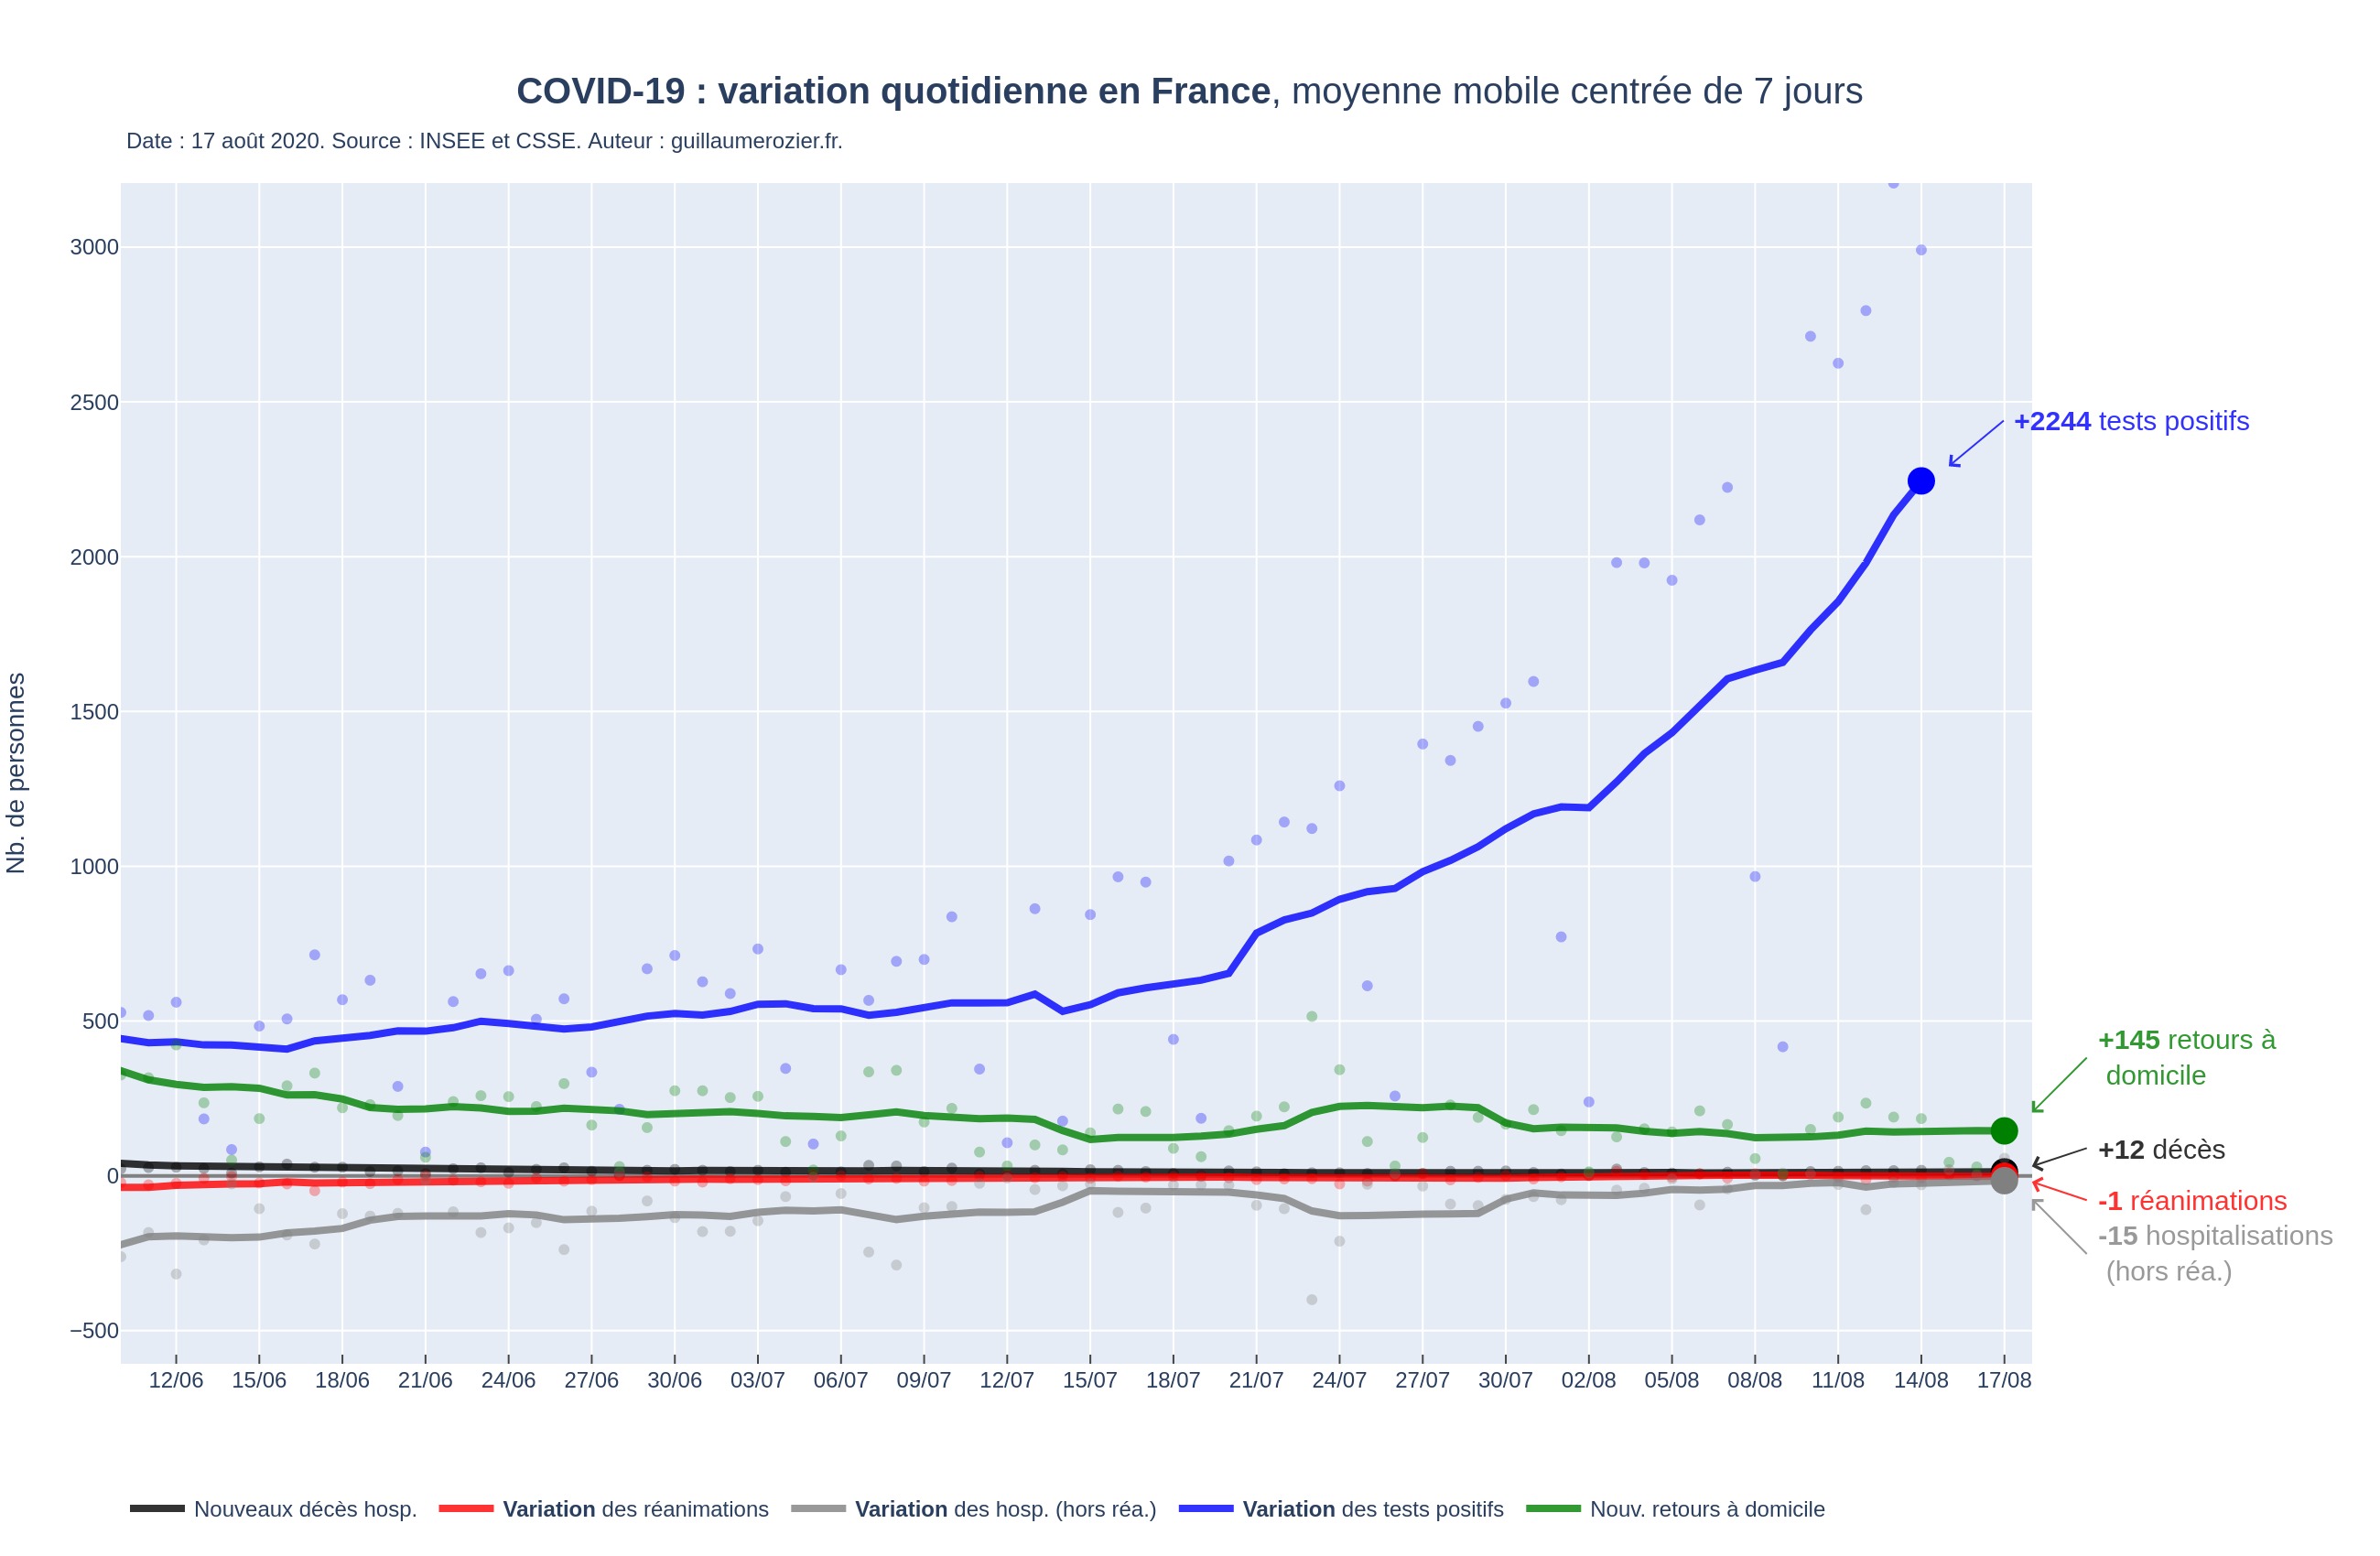 COVID-19 : variation quotidienne en France, moyenne mobile centrée de 7 jours
Date : 17 août 2020. Source : INSEE et CSSE. Auteur : guillaumerozier.fr.
Nb. de personnes
3000
2500
2000
1500
1000
500
0
−500
12/06 15/06 18/06 21/06 24/06 27/06 30/06 03/07 06/07 09/07 12/07 15/07 18/07 21/07 24/07 27/07 30/07 02/08 05/08 08/08 11/08 14/08 17/08
+2244 tests positifs
+145 retours à
domicile
+12 décès
-1 réanimations
-15 hospitalisations
(hors réa.)
Nouveaux décès hosp. Variation des réanimations Variation des hosp. (hors réa.) Variation des tests positifs Nouv. retours à domicile